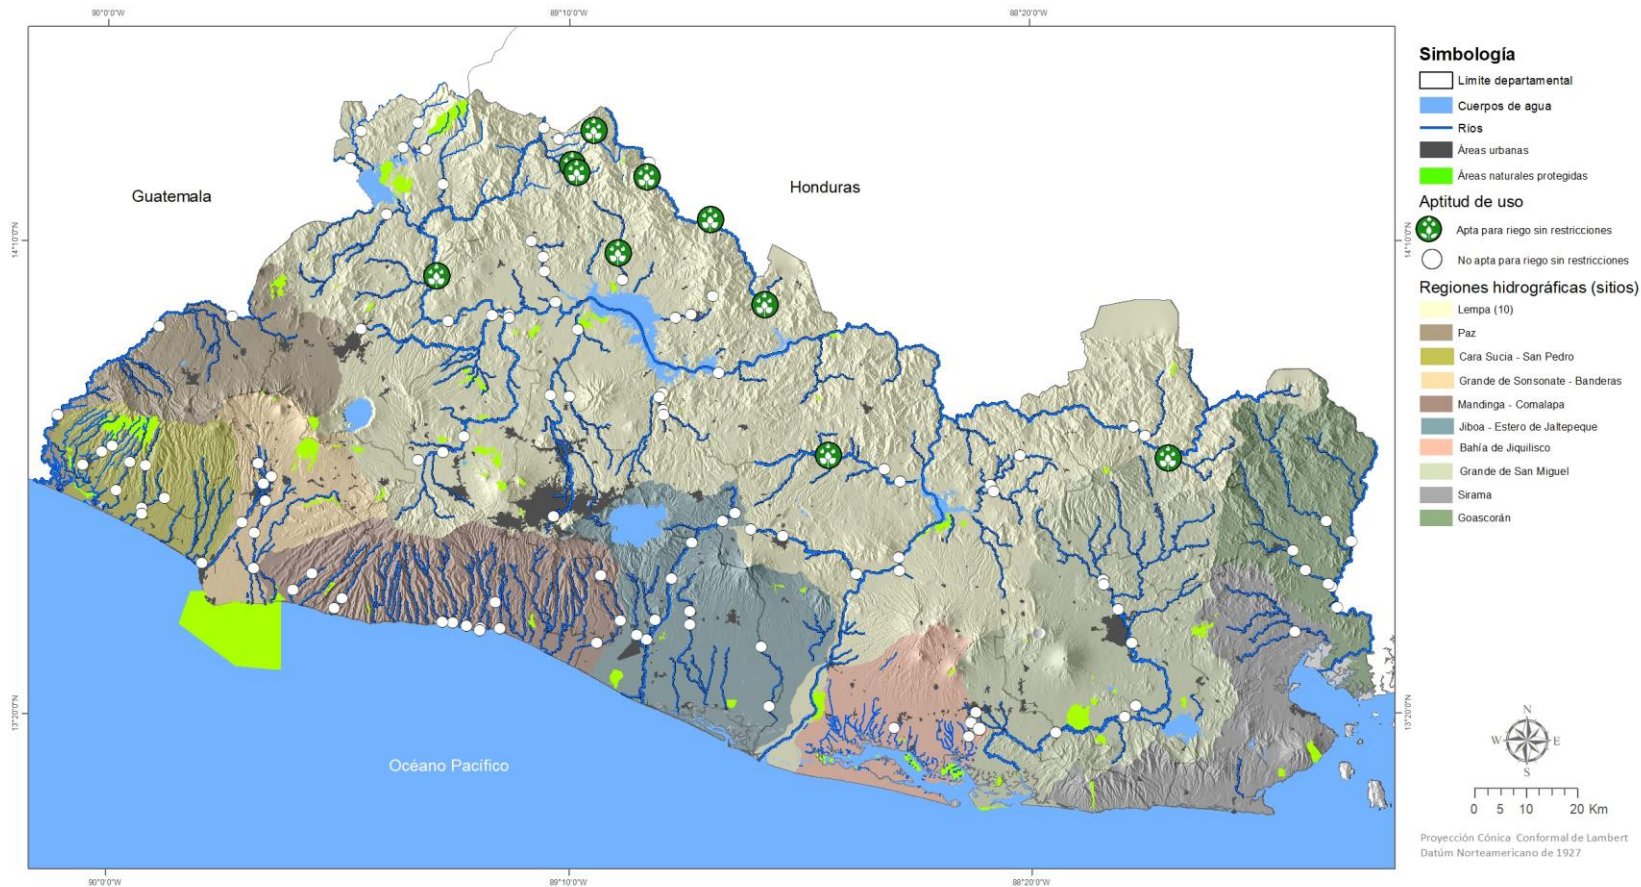 90°0'0"W
89°10'0"W
88°20'0"W
Simbología
Límite departamental
Cuerpos de agua
Ríos
Áreas urbanas
Áreas naturales protegidas
Aptitud de uso
Apta para riego sin restricciones
No apta para riego sin restricciones
Regiones hidrográficas (sitios)
Lempa (10)
Paz
Cara Sucia - San Pedro
Grande de Sonsonate - Banderas
Mandinga - Comalapa
Jiboa - Estero de Jaltepeque
Bahía de Jiquilisco
Grande de San Miguel
Sirama
Goascorán
Guatemala
Honduras
14°10'0"N
14°10'0"N
13°20'0"N
13°20'0"N
Océano Pacífico
N
W
E
S
0 5 10 20 Km
Proyección Cónica Conformal de Lambert
Datúm Norteamericano de 1927
90°0'0"W
89°10'0"W
88°20'0"W